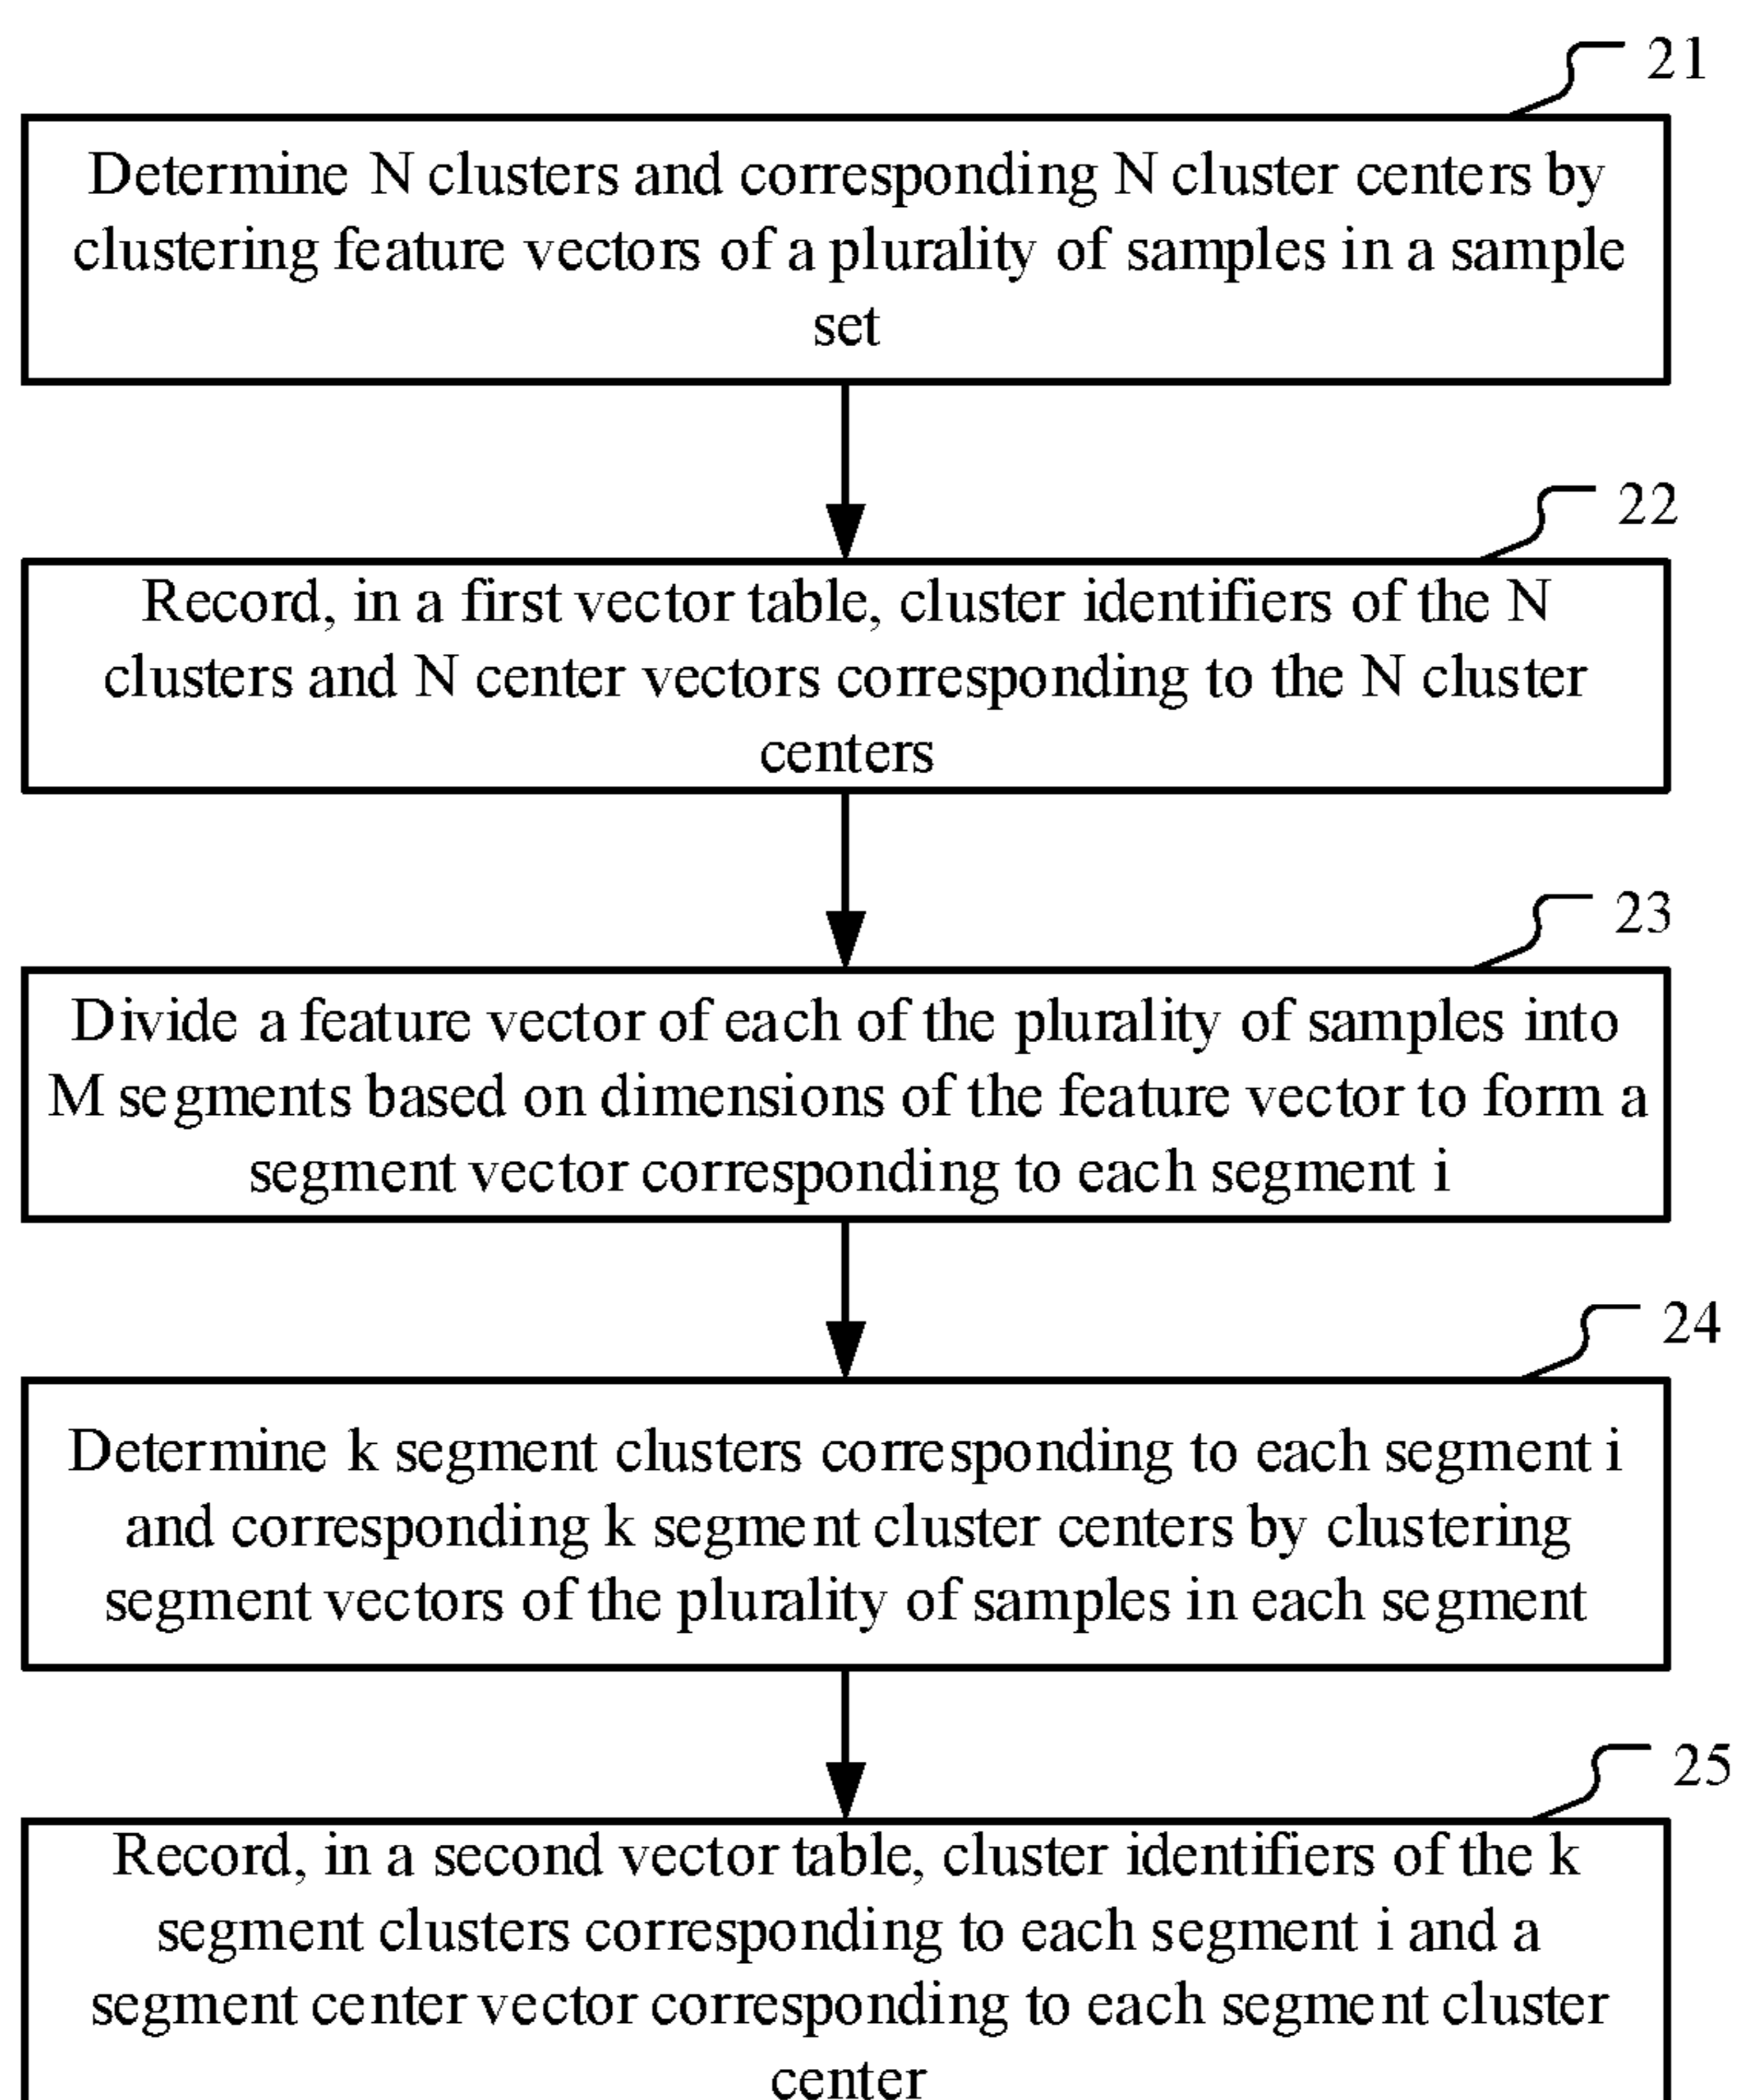 21
Determine N clusters and corresponding N cluster centers by
clustering feature vectors of a plurality of samples in a sample
set
22
Record, in a first vector table, cluster identifiers of the N
clusters and N center vectors corresponding to the N cluster
centers
23
Divide a feature vector of each of the plurality of samples into
M segments based on dimensions of the feature vector to form a
segment vector corresponding to each segment i
24
Determine k segment clusters corresponding to each segment i
and corresponding k segment cluster centers by clustering
segment vectors of the plurality of samples in each segment
25
Record, in a second vector table, cluster identifiers of the k
segment clusters corresponding to each segment i and a
segment center vector corresponding to each segment cluster
center